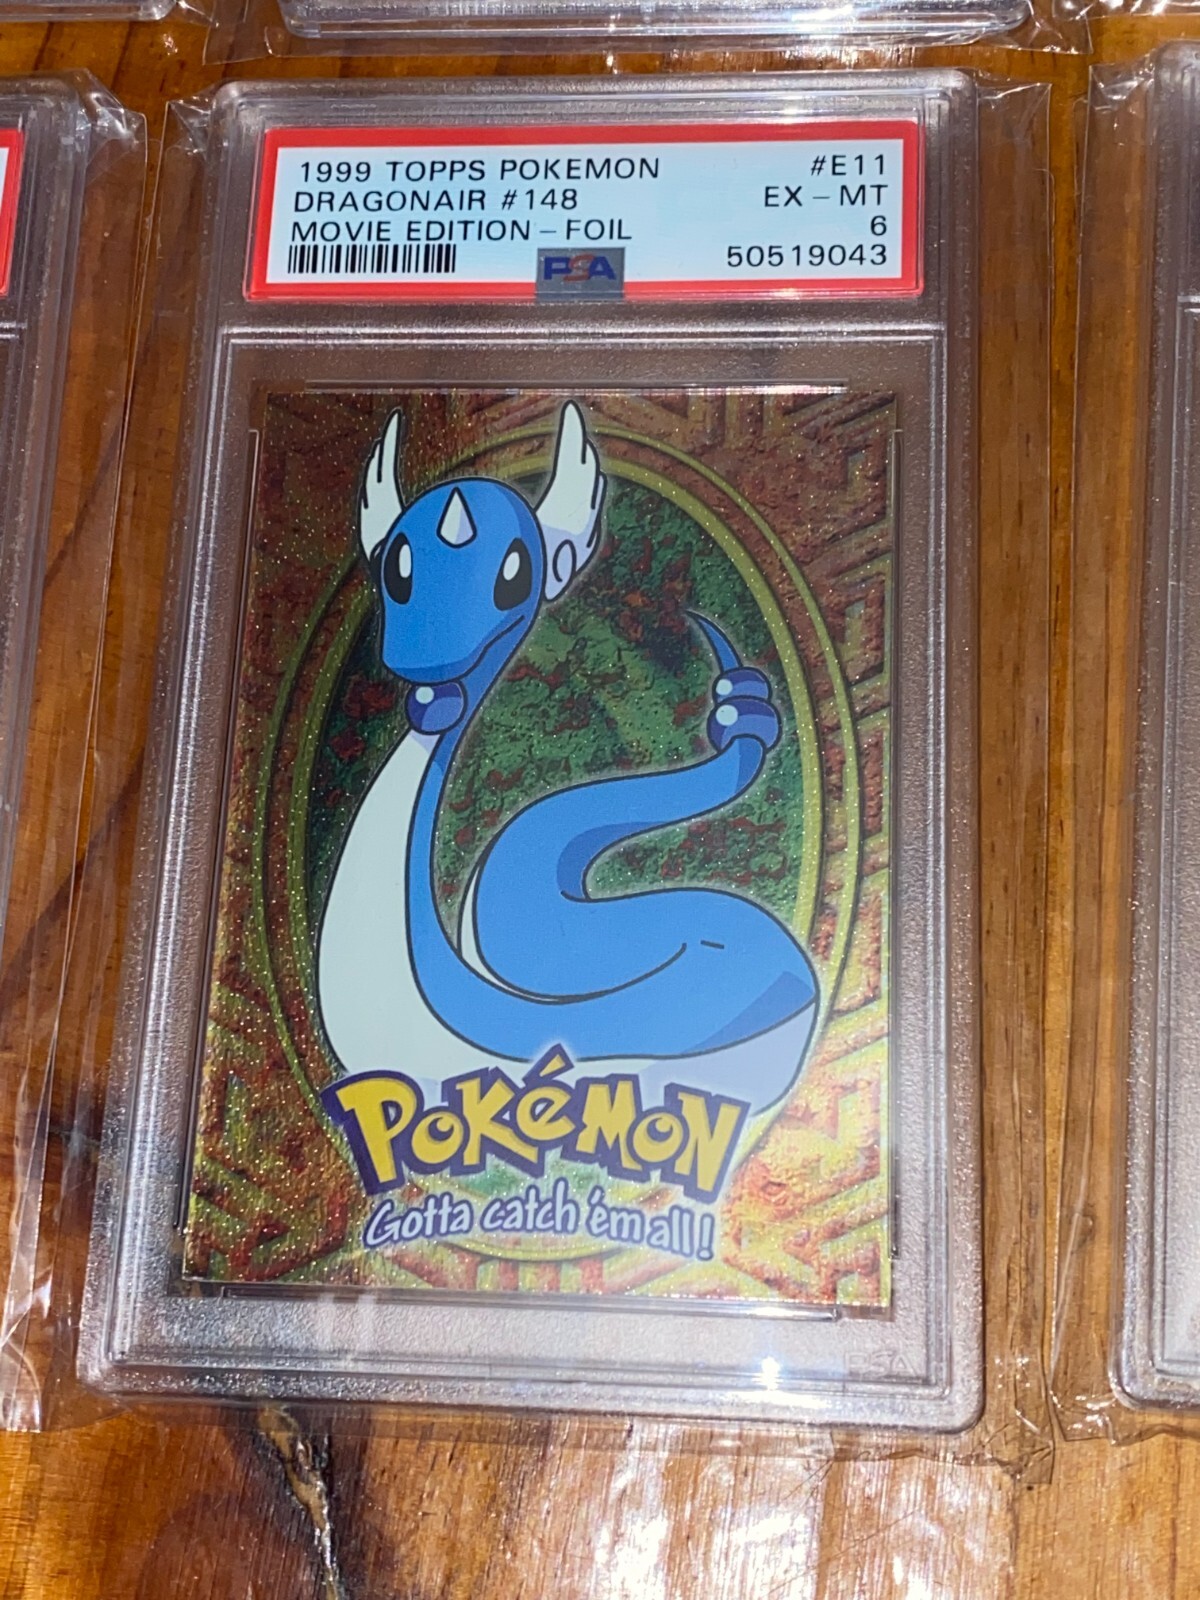 1999 TOPPS POKEMON #E11
DRAGONAIR #148 EX – MT
MOVIE EDITION – FOIL 6
PSA 50519043
POKéMON
Gotta catch 'em all!
PSA